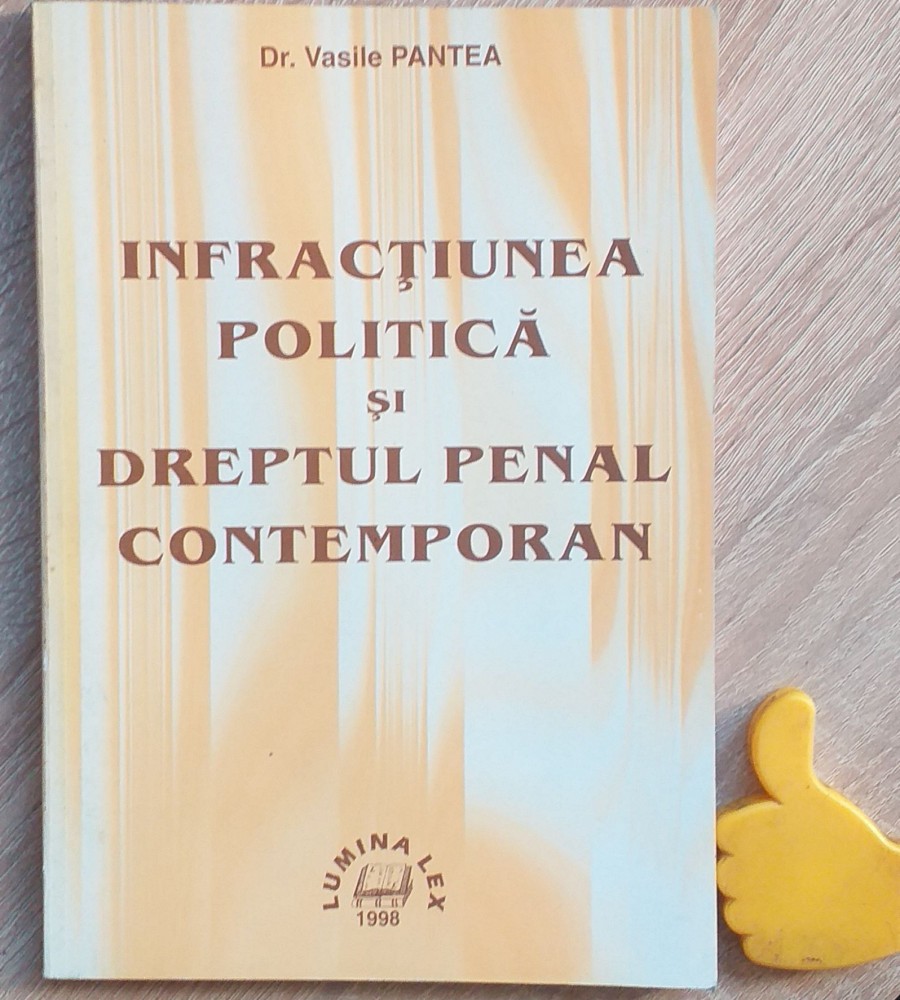 Dr. Vasile PANTEA
INFRACŢIUNEA
POLITICĂ
ŞI
DREPTUL PENAL
CONTEMPORAN
LUMINA LEX
1998